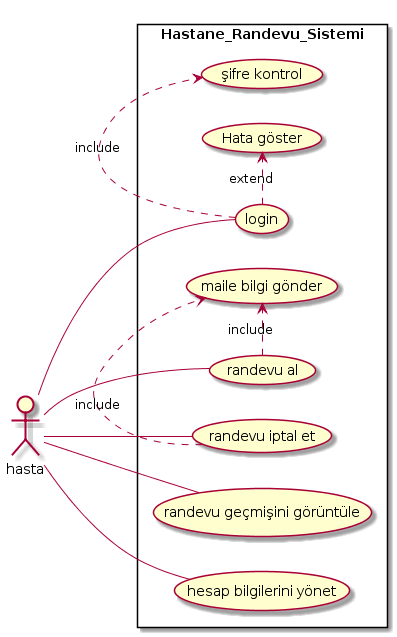 Hastane_Randevu_Sistemi
şifre kontrol
Hata göster
include
extend
login
maile bilgi gönder
include
randevu al
include
randevu iptal et
hasta
randevu geçmişini görüntüle
hesap bilgilerini yönet